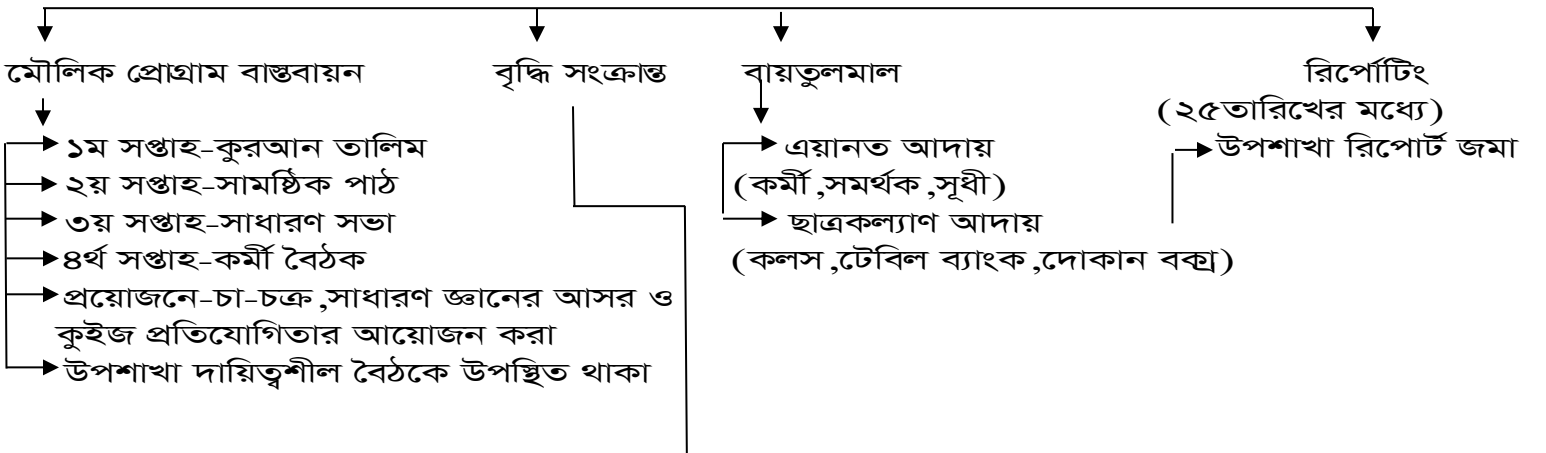 মৌলিক প্রোগ্রাম বাস্তবায়ন
১ম সপ্তাহ-কুরআন তালিম
২য় সপ্তাহ-সামষ্ঠিক পাঠ
৩য় সপ্তাহ-সাধারণ সভা
৪র্থ সপ্তাহ-কর্মী বৈঠক
প্রয়োজনে-চা-চক্র,সাধারণ জ্ঞানের আসর ও
কুইজ প্রতিযোগিতার আয়োজন করা
উপশাখা দায়িত্বশীল বৈঠকে উপস্থিত থাকা
বৃদ্ধি সংক্রান্ত
বায়তুলমাল
এয়ানত আদায়
(কর্মী,সমর্থক,সূধী)
ছাত্রকল্যাণ আদায়
(কলস,টেবিল ব্যাংক,দোকান বক্স)
রির্পোটিং
(২৫তারিখের মধ্যে)
উপশাখা রিপোর্ট জমা